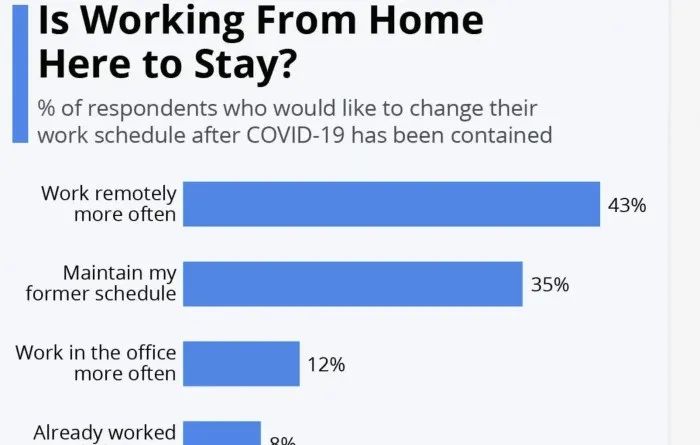 Is Working From Home
Here to Stay?
% of respondents who would like to change their
work schedule after COVID-19 has been contained
Work remotely
more often
43%
Maintain my
former schedule
35%
Work in the office
more often
12%
Already worked
8%